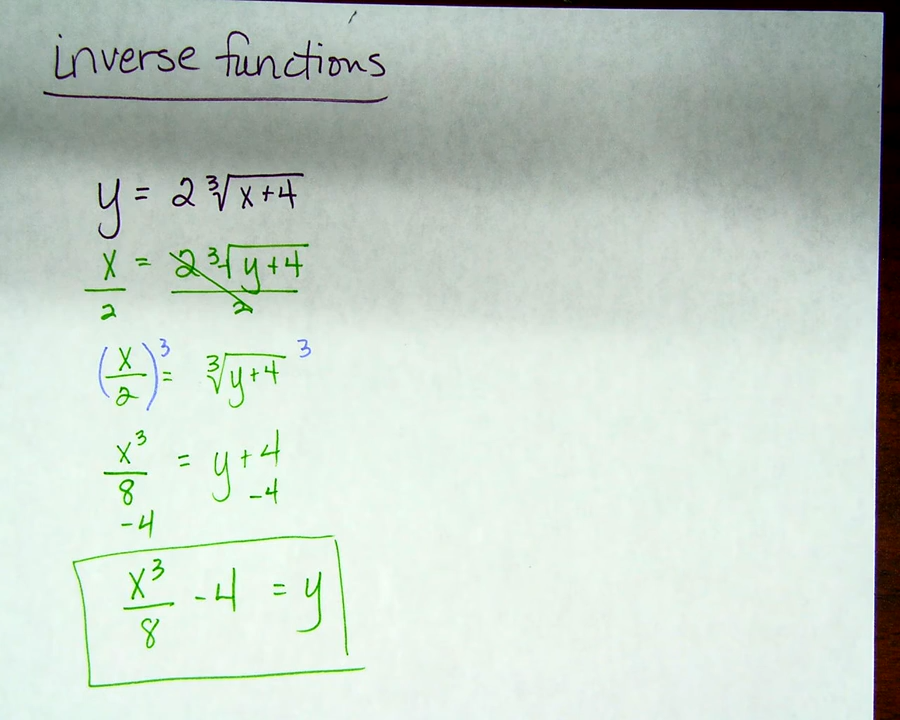 inverse functions
y = 2 ∛(x+4)
x/2 = 2 ∛(y+4)/2
(x/2)³ = ∛(y+4) ³
x³/8 = y+4
-4 -4
x³/8 - 4 = y